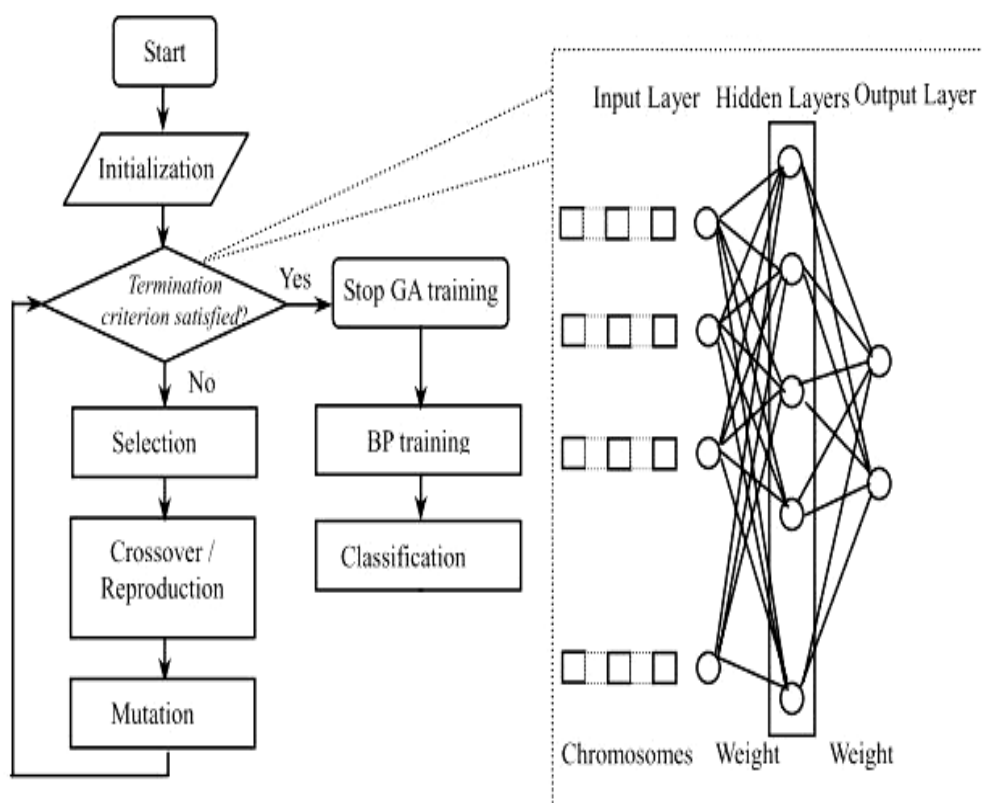 Start
Initialization
Termination
criterion satisfied?
Yes
Stop GA training
No
Selection
BP training
Crossover /
Reproduction
Classification
Mutation
Input Layer Hidden Layers Output Layer
Chromosomes Weight Weight